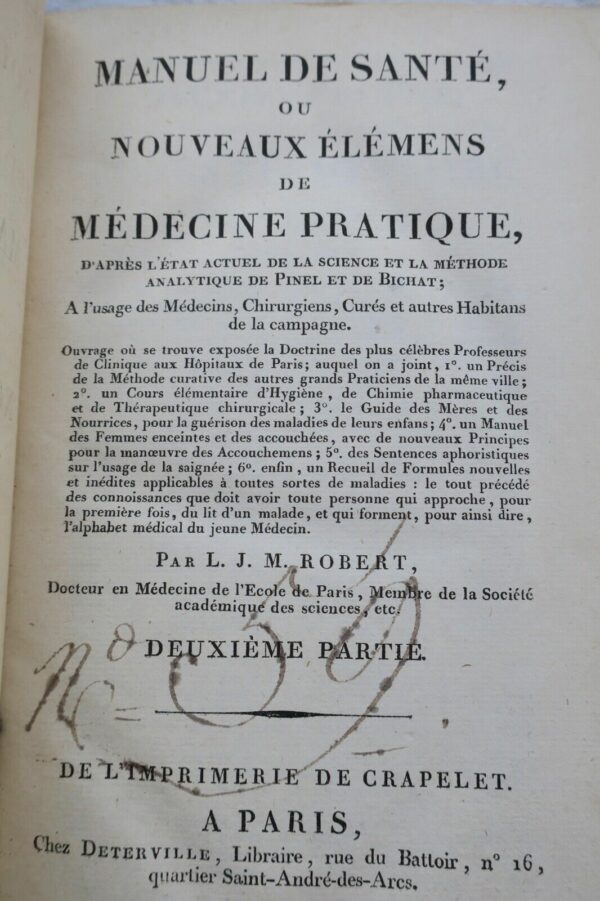 MANUEL DE SANTÉ,
OU
NOUVEAUX ÉLÉMENS
DE
MÉDECINE PRATIQUE,
D'APRÈS L'ÉTAT ACTUEL DE LA SCIENCE ET LA MÉTHODE
ANALYTIQUE DE PINEL ET DE BICHAT;
A l'usage des Médecins, Chirurgiens, Curés et autres Habitans
de la campagne.
Ouvrage où se trouve exposée la Doctrine des plus célèbres Professeurs
de Clinique aux Hôpitaux de Paris; auquel on a joint, 1°. un Précis
de la Méthode curative des autres grands Praticiens de la même ville;
2°. un Cours élémentaire d'Hygiène, de Chimie pharmaceutique
et de Thérapeutique chirurgicale; 3°. le Guide des Mères et des
Nourrices, pour la guérison des maladies de leurs enfans; 4°. un Manuel
des Femmes enceintes et des accouchées, avec de nouveaux Principes
pour la manœuvre des Accouchemens; 5°. des Sentences aphoristiques
sur l'usage de la saignée; 6°. enfin, un Recueil de Formules nouvelles
et inédites applicables à toutes sortes de maladies : le tout précédé
des connoissances que doit avoir toute personne qui approche, pour
la première fois, du lit d'un malade, et qui forment, pour ainsi dire,
l'alphabet médical du jeune Médecin.
PAR L. J. M. ROBERT,
Docteur en Médecine de l'Ecole de Paris, Membre de la Société
académique des sciences, etc.
DEUXIÈME PARTIE.
DE L'IMPRIMERIE DE CRAPELET.
A PARIS,
Chez DETERVILLE, Libraire, rue du Battoir, n° 16,
quartier Saint-André-des-Arcs.